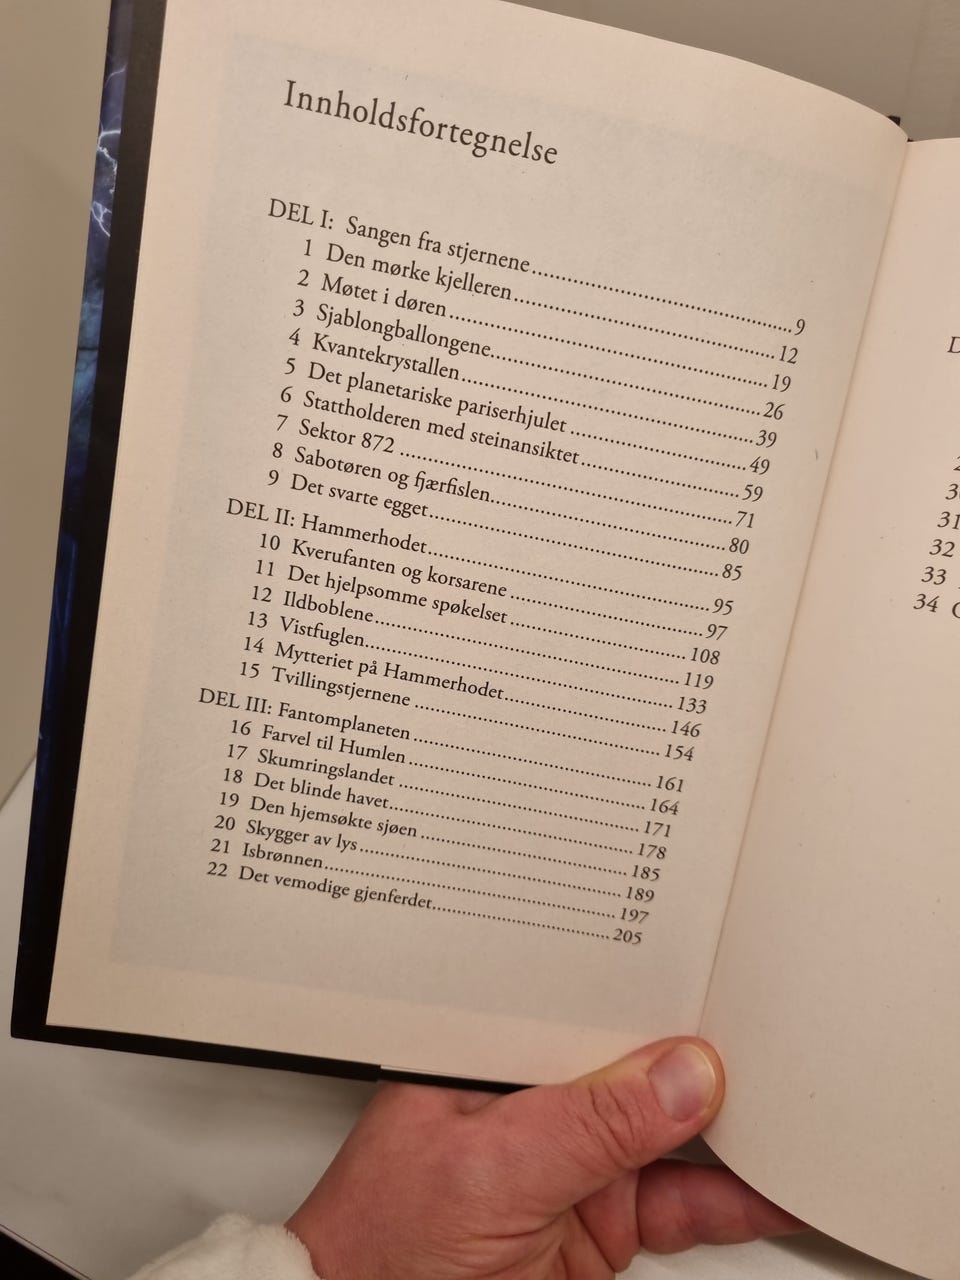 Innholdsfortegnelse
DEL I: Sangen fra stjernene.......... 9
1 Den mørke kjelleren.......... 12
2 Møtet i døren.......... 19
3 Sjablongballongene.......... 26
4 Kvantekrystallen.......... 39
5 Det planetariske pariserhjulet.......... 49
6 Stattholderen med steinansiktet.......... 59
7 Sektor 872.......... 71
8 Sabotøren og fjærfislen.......... 80
9 Det svarte egget.......... 85
DEL II: Hammerhodet.......... 95
10 Kverufanten og korsarene.......... 97
11 Det hjelpsomme spøkelset.......... 108
12 Ildboblene.......... 119
13 Vistfuglen.......... 133
14 Mytteriet på Hammerhodet.......... 146
15 Tvillingstjernene.......... 154
DEL III: Fantomplaneten.......... 161
16 Farvel til Humlen.......... 164
17 Skumringslandet.......... 171
18 Det blinde havet.......... 178
19 Den hjemsøkte sjøen.......... 185
20 Skygger av lys.......... 189
21 Isbrønnen.......... 197
22 Det vemodige gjenferdet.......... 205
31
32
33
34